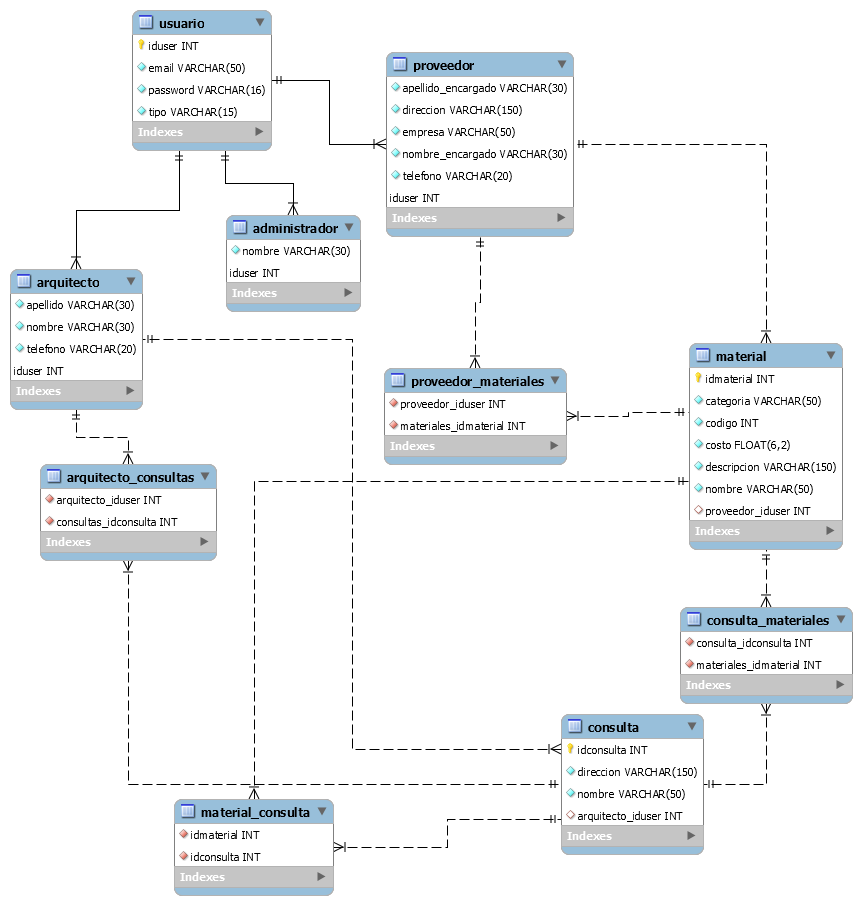 usuario
iduser INT
email VARCHAR(50)
password VARCHAR(16)
tipo VARCHAR(15)
Indexes
proveedor
apellido_encargado VARCHAR(30)
direccion VARCHAR(150)
empresa VARCHAR(50)
nombre_encargado VARCHAR(30)
telefono VARCHAR(20)
iduser INT
Indexes
administrador
nombre VARCHAR(30)
iduser INT
Indexes
arquitecto
apellido VARCHAR(30)
nombre VARCHAR(30)
telefono VARCHAR(20)
iduser INT
Indexes
proveedor_materiales
proveedor_iduser INT
materiales_idmaterial INT
Indexes
material
idmaterial INT
categoria VARCHAR(50)
codigo INT
costo FLOAT(6,2)
descripcion VARCHAR(150)
nombre VARCHAR(50)
proveedor_iduser INT
Indexes
arquitecto_consultas
arquitecto_iduser INT
consultas_idconsulta INT
Indexes
consulta_materiales
consulta_idconsulta INT
materiales_idmaterial INT
Indexes
consulta
idconsulta INT
direccion VARCHAR(150)
nombre VARCHAR(50)
arquitecto_iduser INT
Indexes
material_consulta
idmaterial INT
idconsulta INT
Indexes